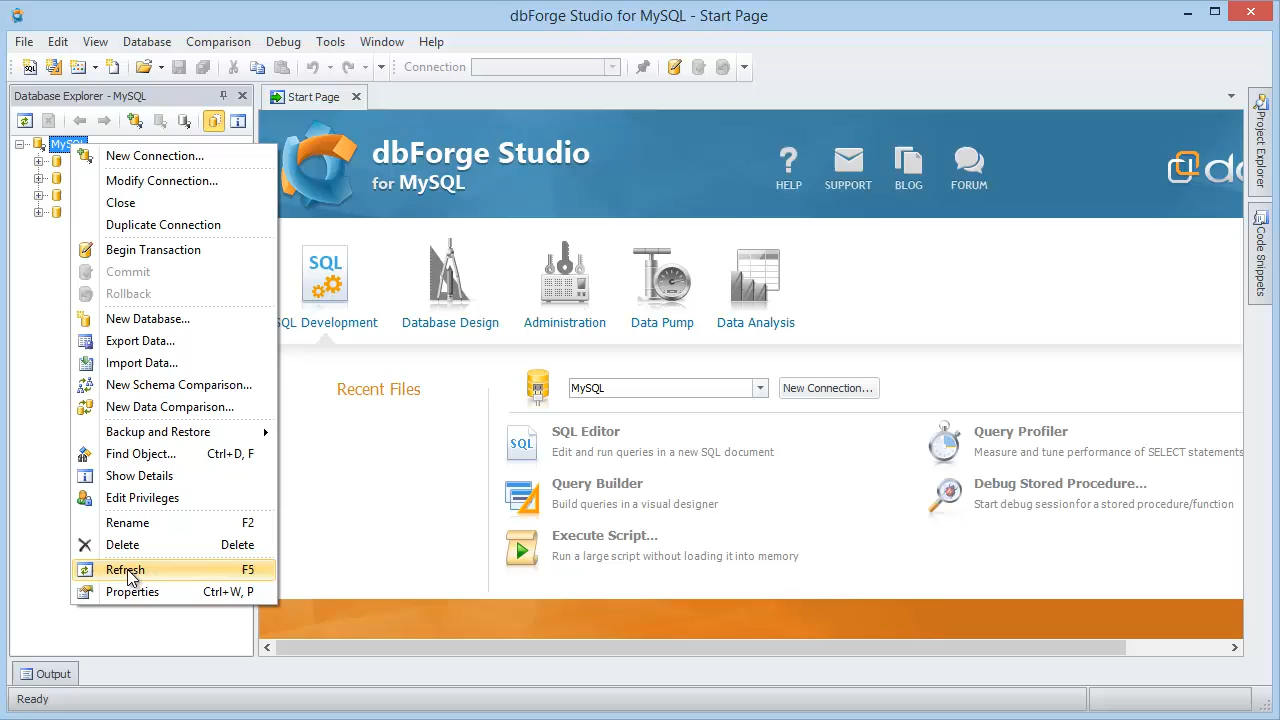 dbForge Studio for MySQL - Start Page
File Edit View Database Comparison Debug Tools Window Help
Connection
Database Explorer - MySQL
Start Page
MySQL
New Connection...
Modify Connection...
Close
Duplicate Connection
Begin Transaction
Commit
Rollback
New Database...
Export Data...
Import Data...
New Schema Comparison...
New Data Comparison...
Backup and Restore
Find Object... Ctrl+D, F
Show Details
Edit Privileges
Rename F2
Delete Delete
Refresh F5
Properties Ctrl+W, P
dbForge Studio
for MySQL
HELP SUPPORT BLOG FORUM
SQL
SQL Development Database Design Administration Data Pump Data Analysis
Recent Files
MySQL New Connection...
SQL
SQL Editor
Edit and run queries in a new SQL document
Query Builder
Build queries in a visual designer
Execute Script...
Run a large script without loading it into memory
Query Profiler
Measure and tune performance of SELECT statements
Debug Stored Procedure...
Start debug sessionfor a stored procedure/function
Project Explorer
Code Snippets
Output
Ready